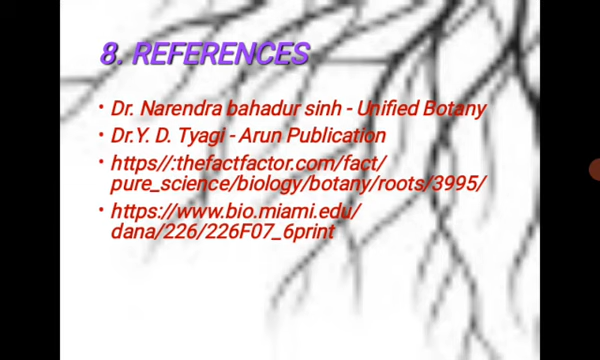 8. REFERENCES
• Dr. Narendra bahadur sinh - Unified Botany
• Dr.Y. D. Tyagi - Arun Publication
• https//:thefactfactor.com/fact/
pure_science/biology/botany/roots/3995/
• https://www.bio.miami.edu/
dana/226/226F07_6print